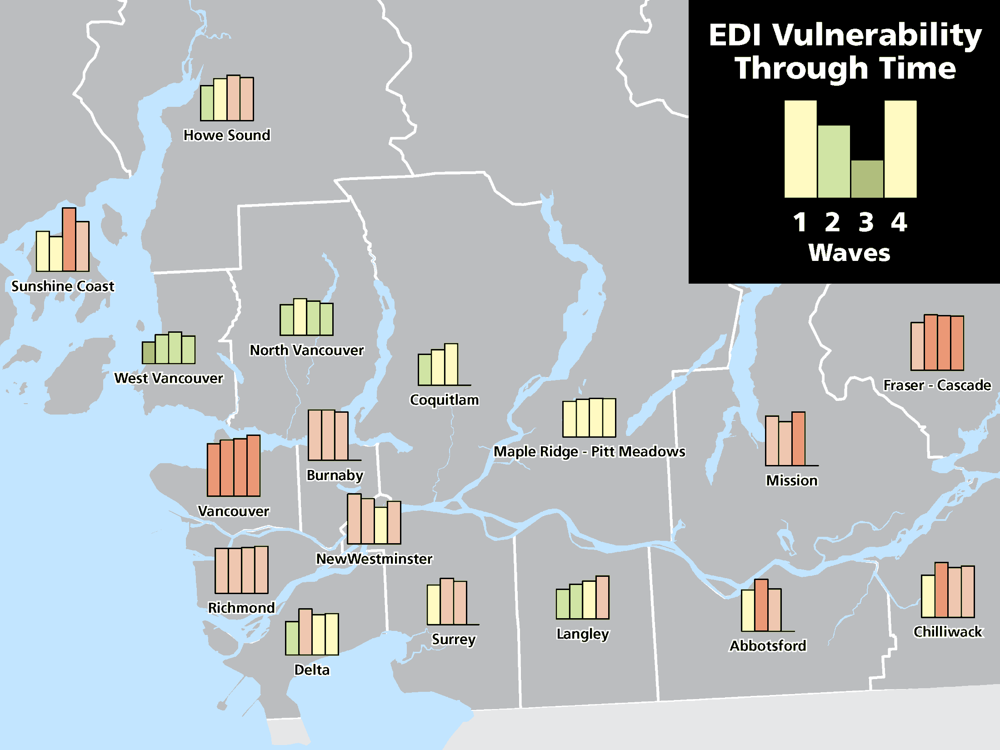 EDI Vulnerability
Through Time
1 2 3 4
Waves
Howe Sound
Sunshine Coast
North Vancouver
West Vancouver
Coquitlam
Fraser - Cascade
Maple Ridge - Pitt Meadows
Burnaby
Mission
Vancouver
NewWestminster
Richmond
Surrey
Langley
Chilliwack
Abbotsford
Delta